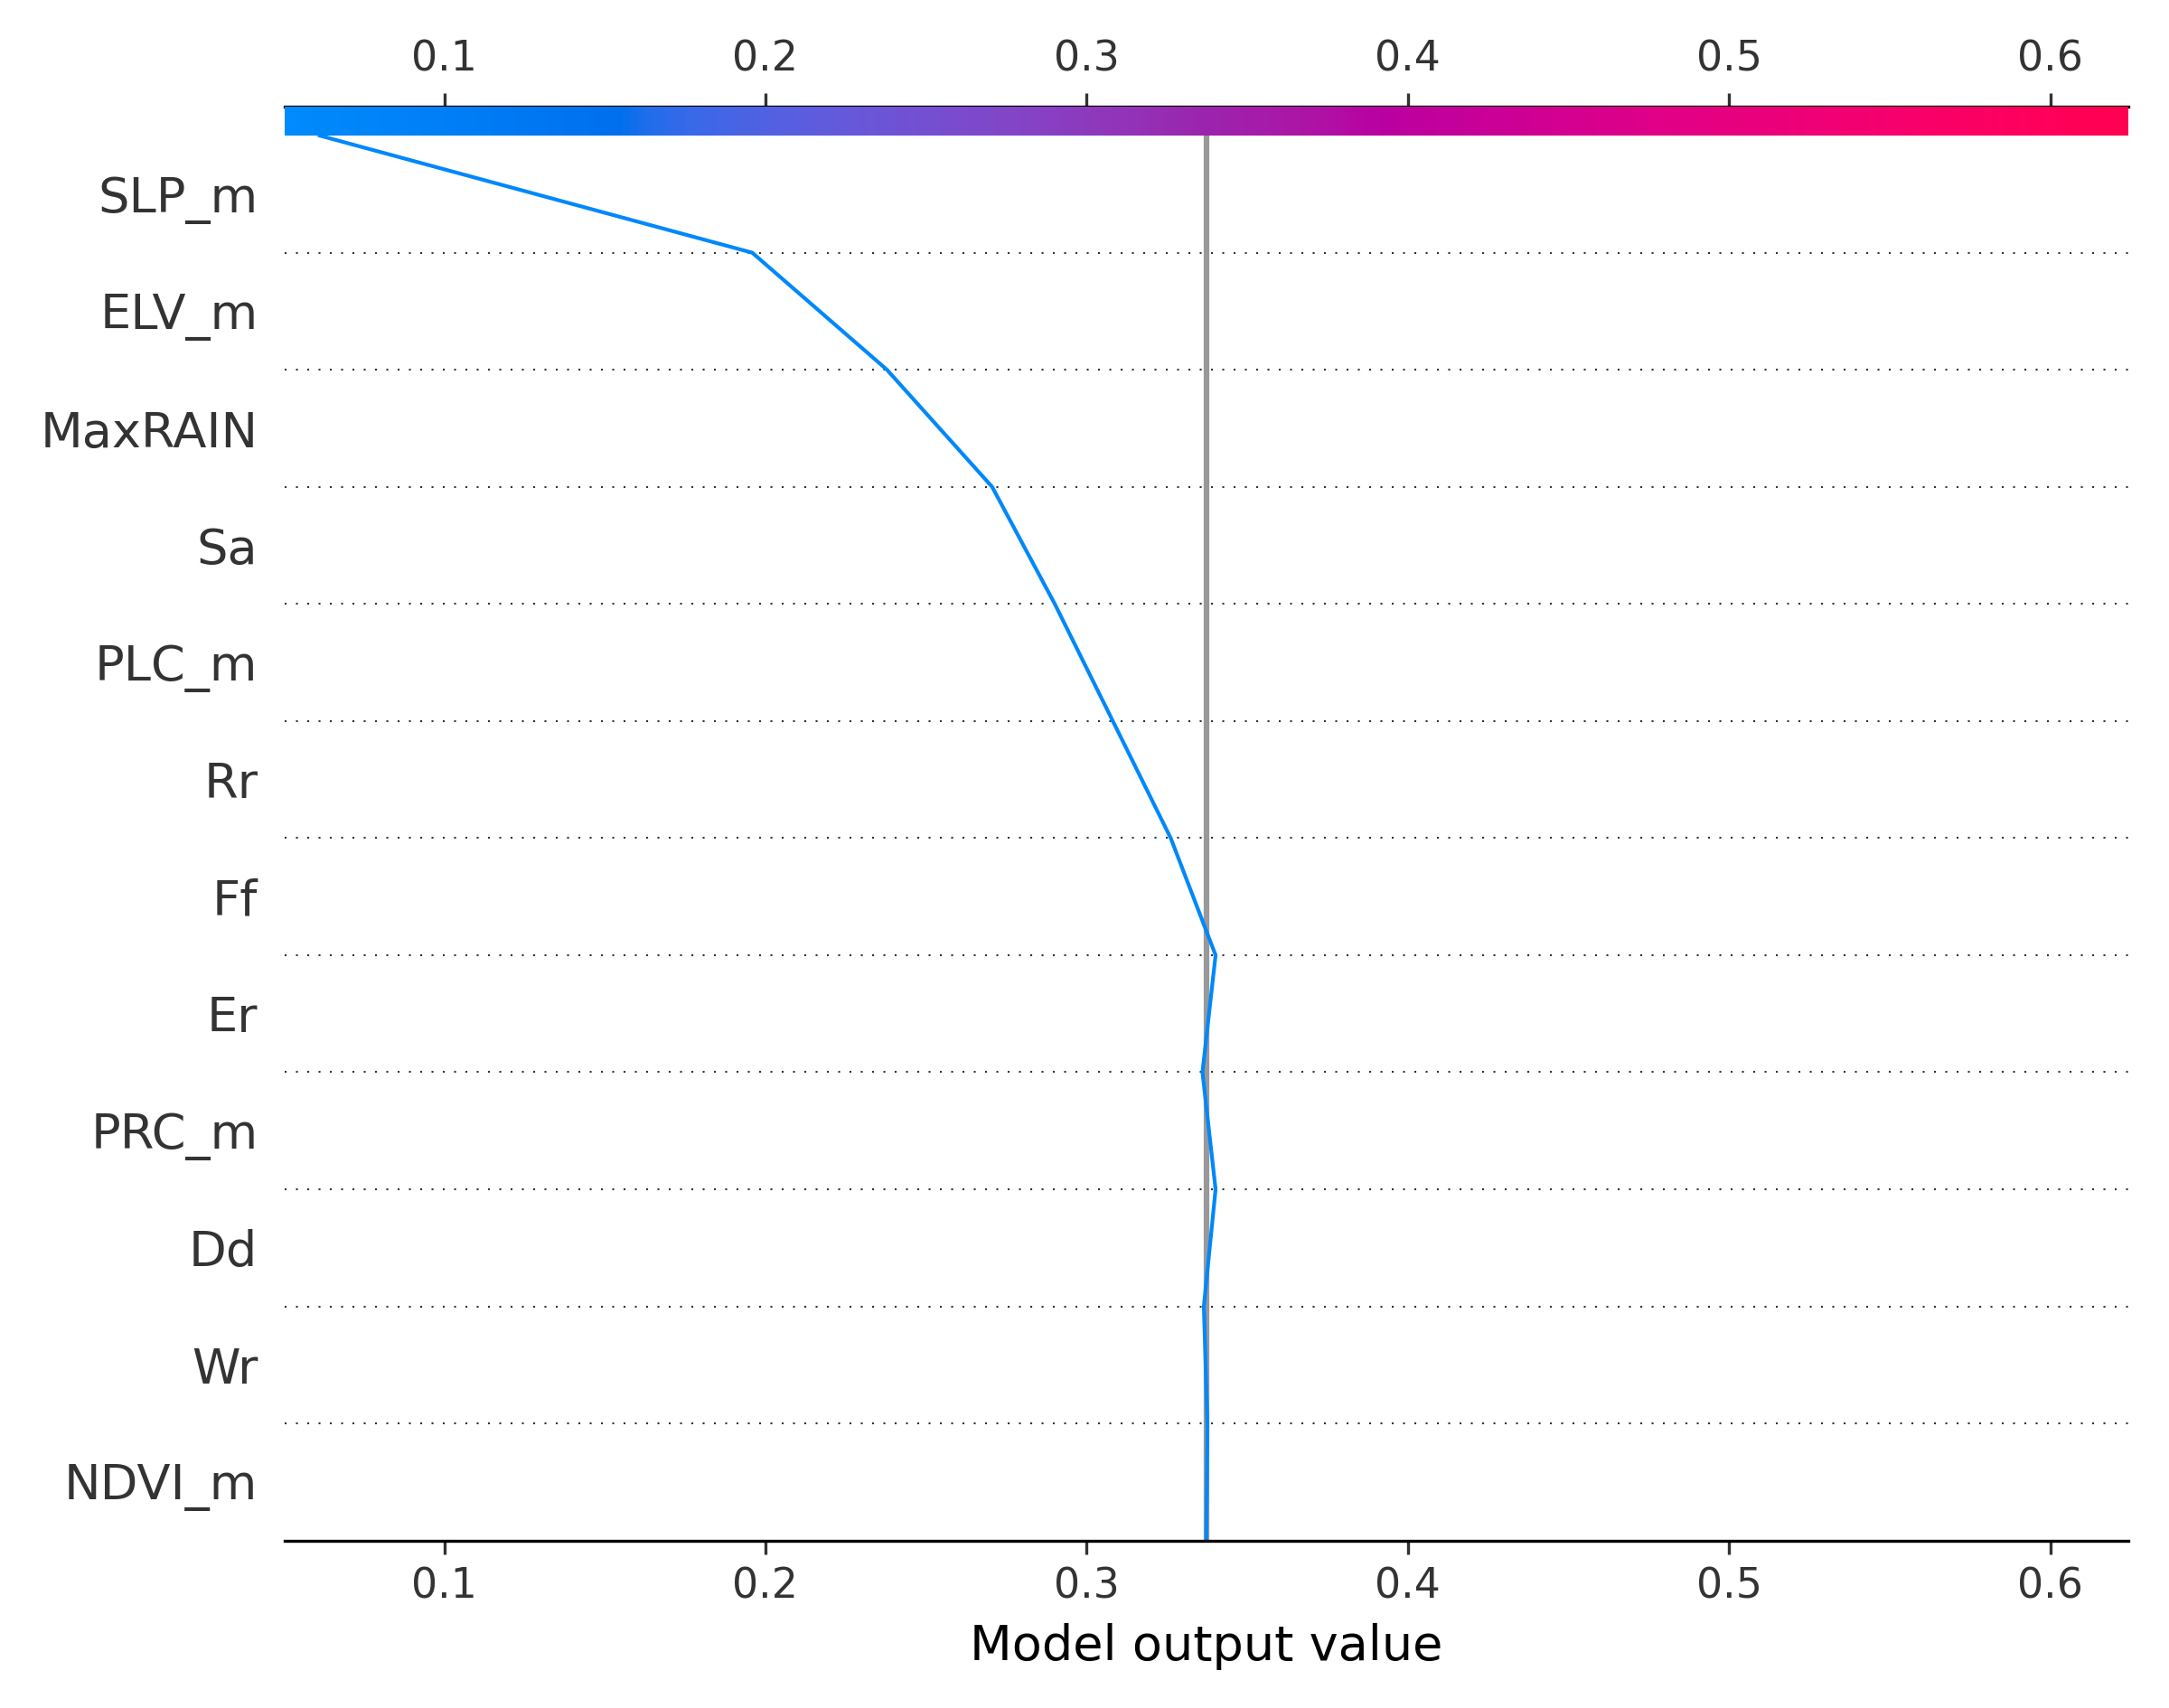 0.1 0.2 0.3 0.4 0.5 0.6
SLP_m
ELV_m
MaxRAIN
Sa
PLC_m
Rr
Ff
Er
PRC_m
Dd
Wr
NDVI_m
0.1 0.2 0.3 0.4 0.5 0.6
Model output value